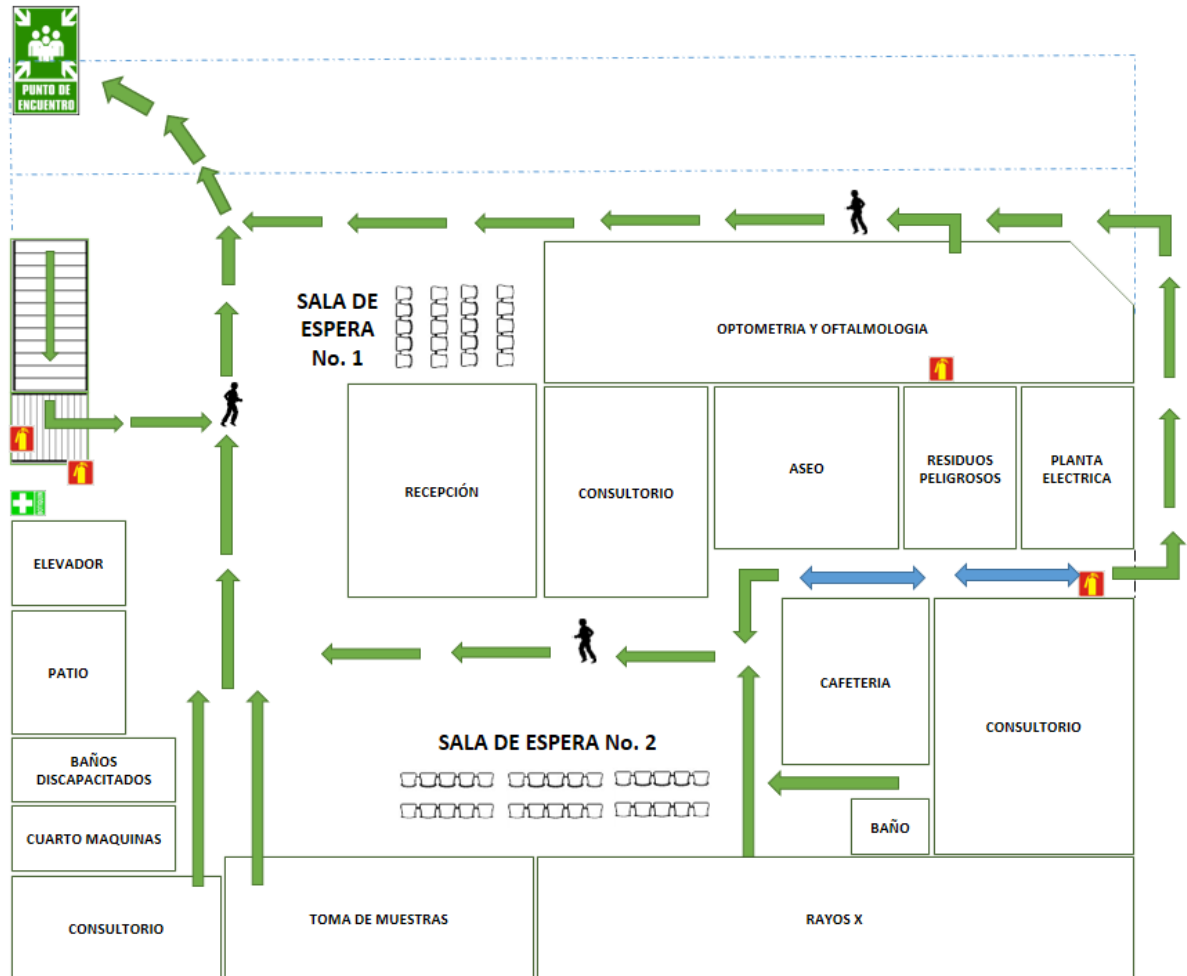 PUNTO DE
ENCUENTRO
SALA DE
ESPERA
No. 1
OPTOMETRIA Y OFTALMOLOGIA
RECEPCIÓN
CONSULTORIO
ASEO
RESIDUOS
PELIGROSOS
PLANTA
ELECTRICA
ELEVADOR
PATIO
CAFETERIA
CONSULTORIO
SALA DE ESPERA No. 2
BAÑOS
DISCAPACITADOS
CUARTO MAQUINAS
BAÑO
CONSULTORIO
TOMA DE MUESTRAS
RAYOS X